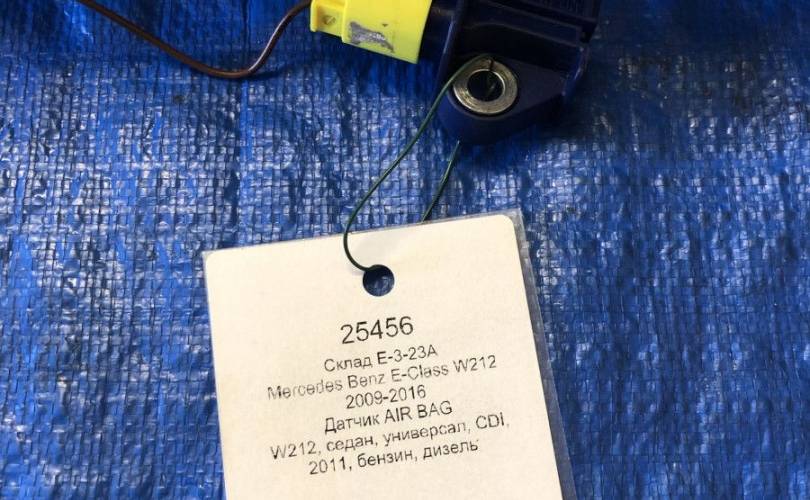 25456
Склад Е-3-23А
Mercedes Benz E-Class W212
2009-2016
Датчик AIR BAG
W212, седан, универсал, CDI,
2011, бензин, дизель